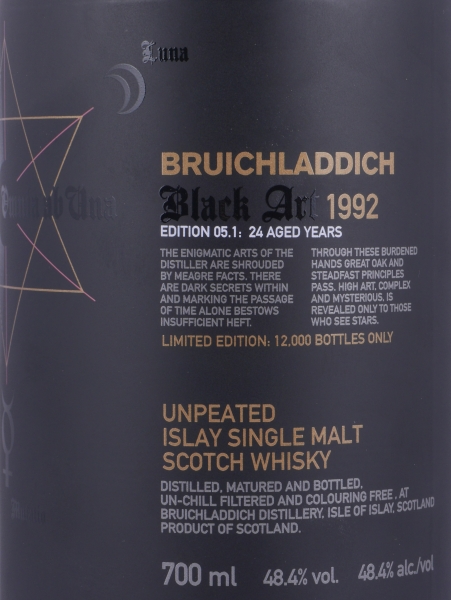 Luna
BRUICHLADDICH
Black Art 1992
EDITION 05.1: 24 AGED YEARS
THE ENIGMATIC ARTS OF THE
DISTILLER ARE SHROUDED
BY MEAGRE FACTS. THERE
ARE DARK SECRETS WITHIN
AND MARKING THE PASSAGE
OF TIME ALONE BESTOWS
INSUFFICIENT HEFT.
THROUGH THESE BURDENED
HANDS GREAT OAK AND
STEADFAST PRINCIPLES
PASS. HIGH ART. COMPLEX
AND MYSTERIOUS, IS
REVEALED ONLY TO THOSE
WHO SEE STARS.
LIMITED EDITION: 12,000 BOTTLES ONLY
UNPEATED
ISLAY SINGLE MALT
SCOTCH WHISKY
DISTILLED, MATURED AND BOTTLED,
UN-CHILL FILTERED AND COLOURING FREE , AT
BRUICHLADDICH DISTILLERY, ISLE OF ISLAY, SCOTLAND
PRODUCT OF SCOTLAND.
700 ml 48.4% vol. 48.4% alc./vol